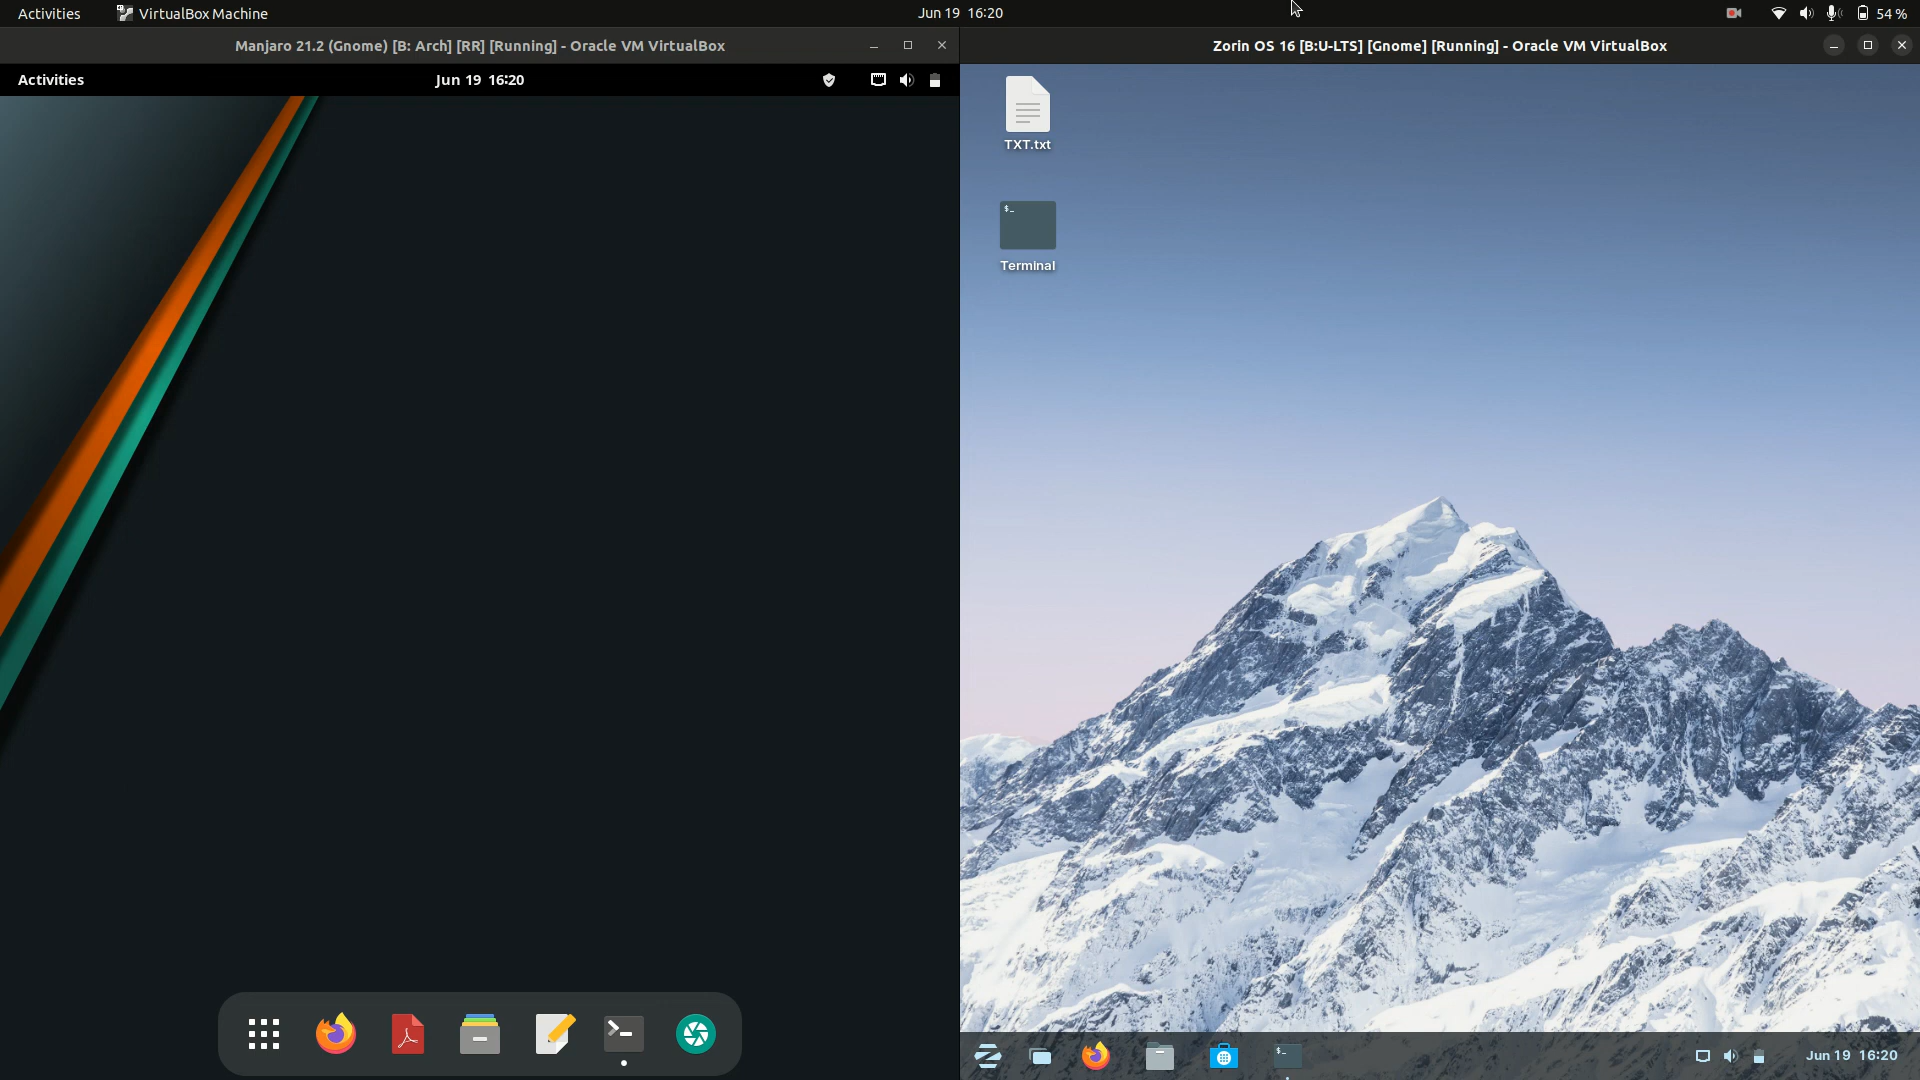 Activities
VirtualBox Machine
Jun 19 16:20
54 %
Manjaro 21.2 (Gnome) [B: Arch] [RR] [Running] - Oracle VM VirtualBox
Zorin OS 16 [B:U-LTS] [Gnome] [Running] - Oracle VM VirtualBox
Activities
Jun 19 16:20
TXT.txt
$_
Terminal
$_
Jun 19 16:20